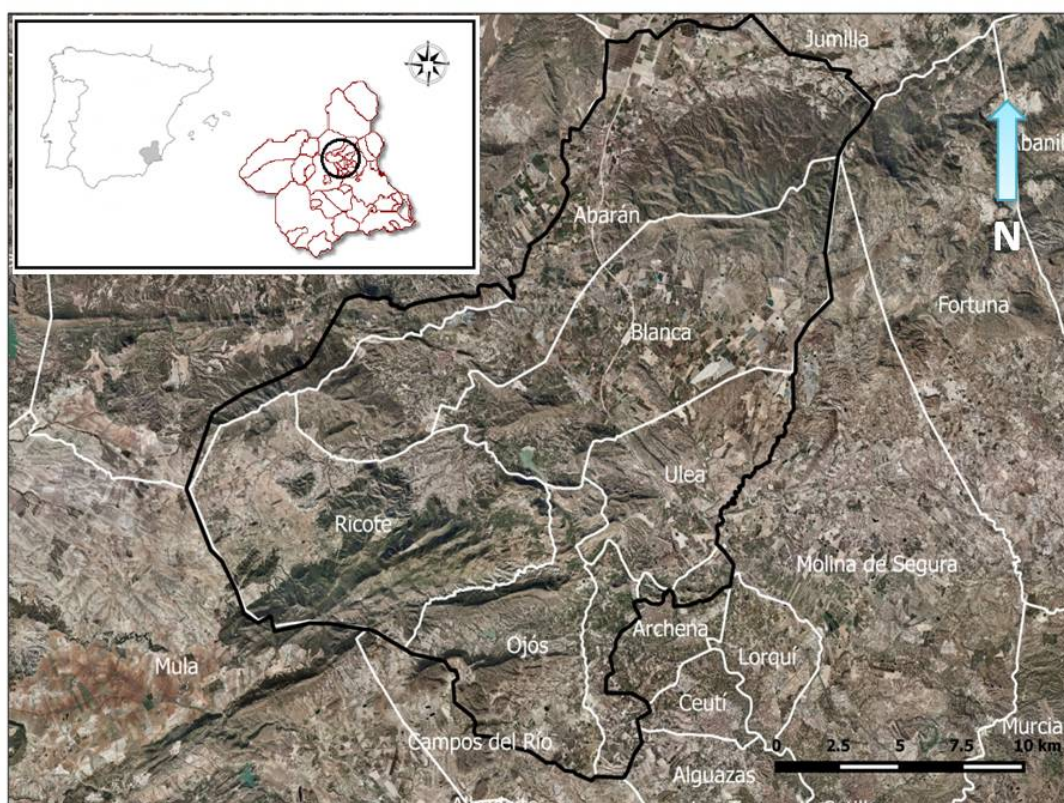 Jumilla
Abanil
N
Abarán
Fortuna
Blanca
Ulea
Ricote
Molina de Segura
Archena
Ojós
Lorquí
Mula
Ceutí
Murcia
Campos del Río
0 2.5 5 7.5 10 km
Alguazas